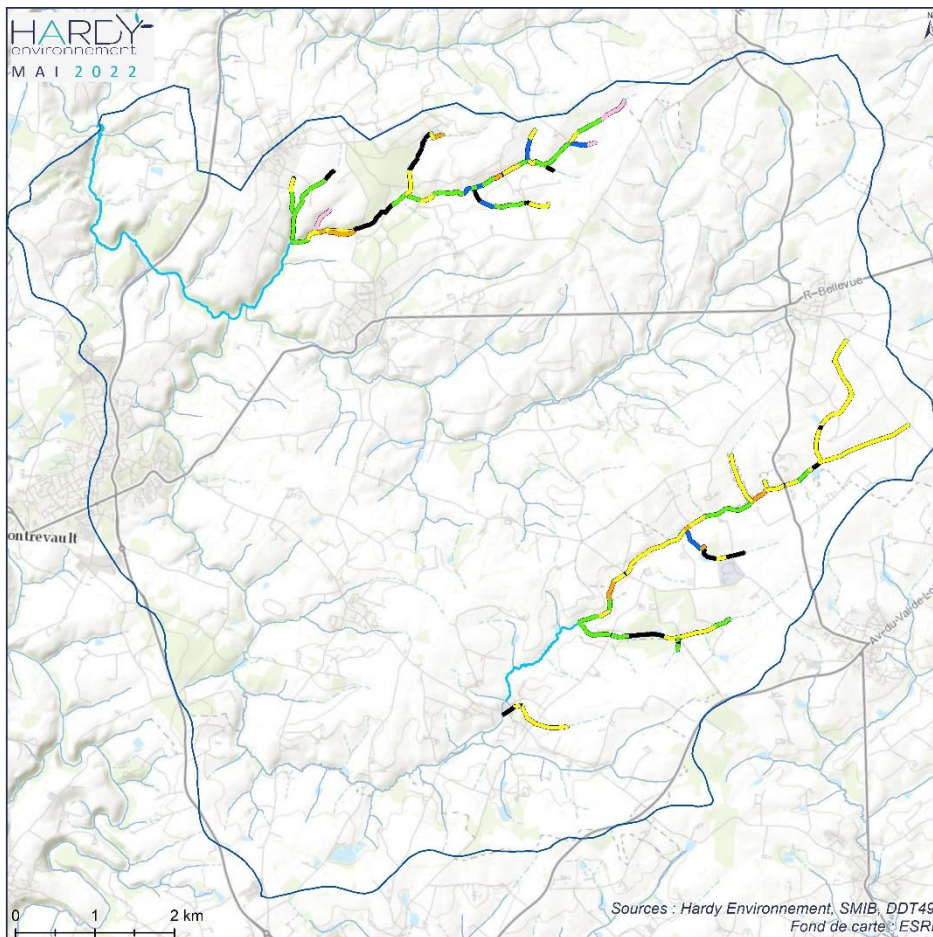 HARDY
environnement
MAI 2022
N
R-Bellevue
ontrevault
Av-du-Val-de-Lo
0 1 2 km
Sources : Hardy Environnement, SMIB, DDT49
Fond de carte : ESRI